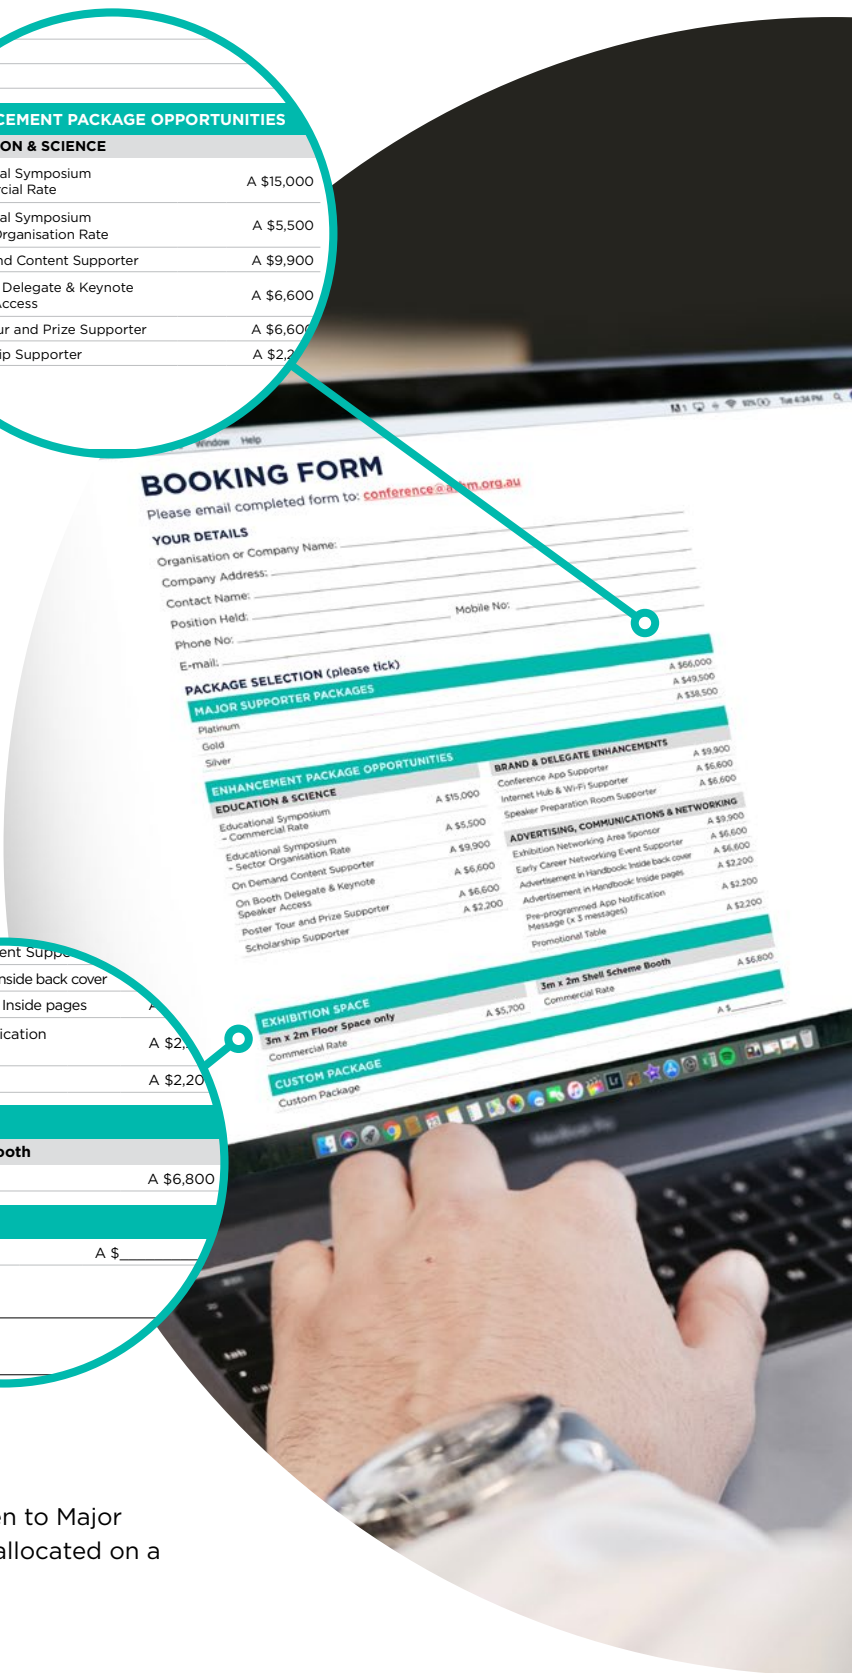 CEMENT PACKAGE OPPORTUNITIES
ON & SCIENCE
al Symposium
cial Rate
A $15,000
al Symposium
Organisation Rate
A $5,500
nd Content Supporter A $9,900
Delegate & Keynote
Access
A $6,600
ur and Prize Supporter A $6,600
ip Supporter A $2,2
Window Help
Tue 4:34 PM
BOOKING FORM
Please email completed form to:
YOUR DETAILS
Organisation or Company Name:
Company Address:
Contact Name:
Position Held:
Phone No: Mobile No:
E-mail:
PACKAGE SELECTION (please tick)
MAJOR SUPPORTER PACKAGES
Platinum A $66,000
Gold A $49,500
Silver A $38,500
ENHANCEMENT PACKAGE OPPORTUNITIES
EDUCATION & SCIENCE
Educational Symposium
– Commercial Rate
A $15,000
Educational Symposium
– Sector Organisation Rate
A $5,500
On Demand Content Supporter A $9,900
On Booth Delegate & Keynote
Speaker Access
A $6,600
Poster Tour and Prize Supporter A $6,600
Scholarship Supporter A $2,200
BRAND & DELEGATE ENHANCEMENTS
Conference App Supporter A $9,900
Internet Hub & Wi-Fi Supporter A $6,600
Speaker Preparation Room Supporter A $6,600
ADVERTISING, COMMUNICATIONS & NETWORKING
Exhibition Networking Area Sponsor A $9,900
Early Career Networking Event Supporter A $6,600
Advertisement in Handbook: Inside back cover A $6,600
Advertisement in Handbook: Inside pages A $2,200
Pre-programmed App Notification
Message (x 3 messages)
A $2,200
Promotional Table A $2,200
EXHIBITION SPACE
3m x 2m Floor Space only
Commercial Rate A $5,700
3m x 2m Shell Scheme Booth
Commercial Rate A $6,800
CUSTOM PACKAGE
Custom Package A $
ent Suppo
nside back cover
Inside pages A
ication
A $2,
A $2,20
ooth
A $6,800
A $
MacBook Pro
en to Major
allocated on a